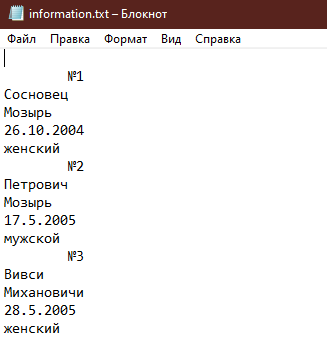 information.txt – Блокнот
Файл Правка Формат Вид Справка
№1
Сосновец
Мозырь
26.10.2004
женский
№2
Петрович
Мозырь
17.5.2005
мужской
№3
Вивси
Михановичи
28.5.2005
женский